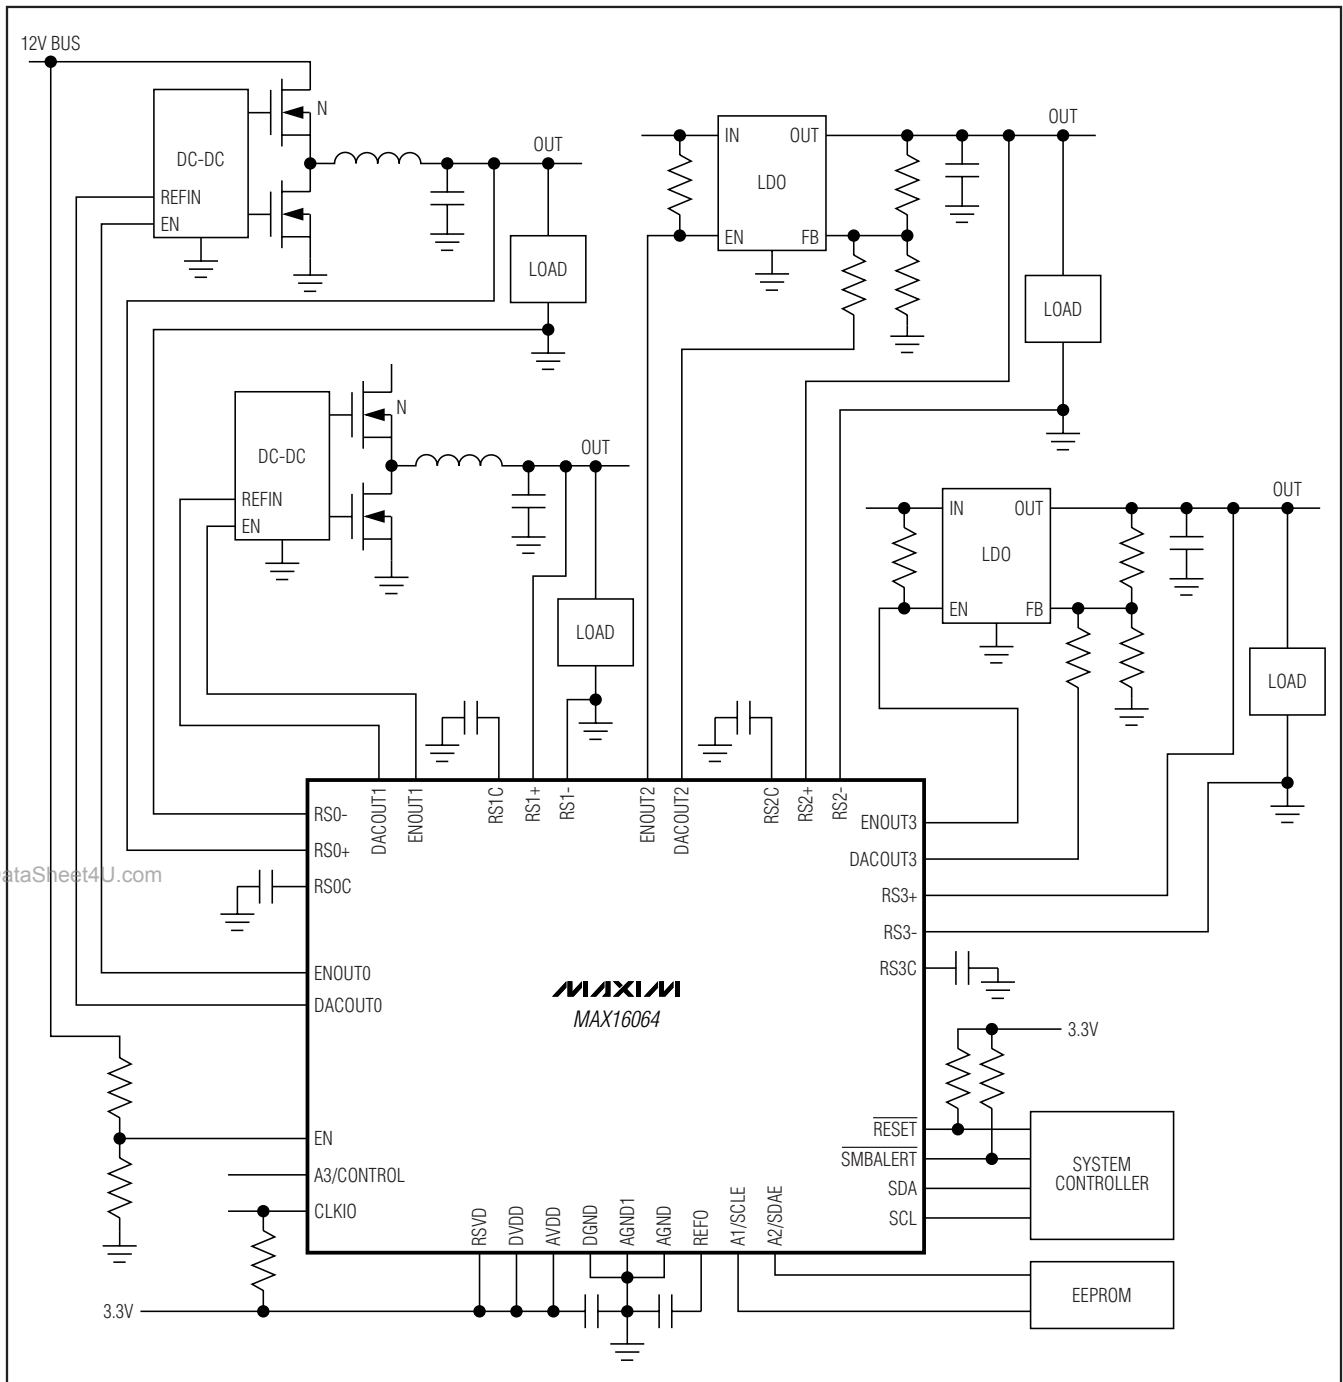 12V BUS
N
DC-DC
REFIN
EN
OUT
LOAD
IN
OUT
LDO
EN
FB
OUT
LOAD
N
DC-DC
REFIN
EN
OUT
LOAD
IN
OUT
LDO
EN
FB
OUT
LOAD
DACOUT1
ENOUT1
RS1C
RS1+
RS1-
ENOUT2
DACOUT2
RS2C
RS2+
RS2-
RS0-
RS0+
RS0C
ENOUT0
DACOUT0
EN
A3/CONTROL
CLKIO
ataSheet4U.com
MAXIM
MAX16064
ENOUT3
DACOUT3
RS3+
RS3-
RS3C
3.3V
RESET
SMBALERT
SDA
SCL
SYSTEM
CONTROLLER
RSVD
DVDD
AVDD
DGND
AGND1
AGND
REFO
A1/SCLE
A2/SDAE
EEPROM
3.3V